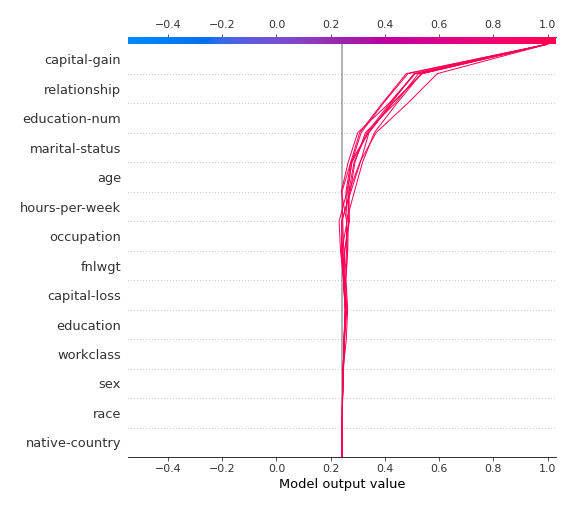 −0.4 −0.2 0.0 0.2 0.4 0.6 0.8 1.0
capital-gain
relationship
education-num
marital-status
age
hours-per-week
occupation
fnlwgt
capital-loss
education
workclass
sex
race
native-country
−0.4 −0.2 0.0 0.2 0.4 0.6 0.8 1.0
Model output value